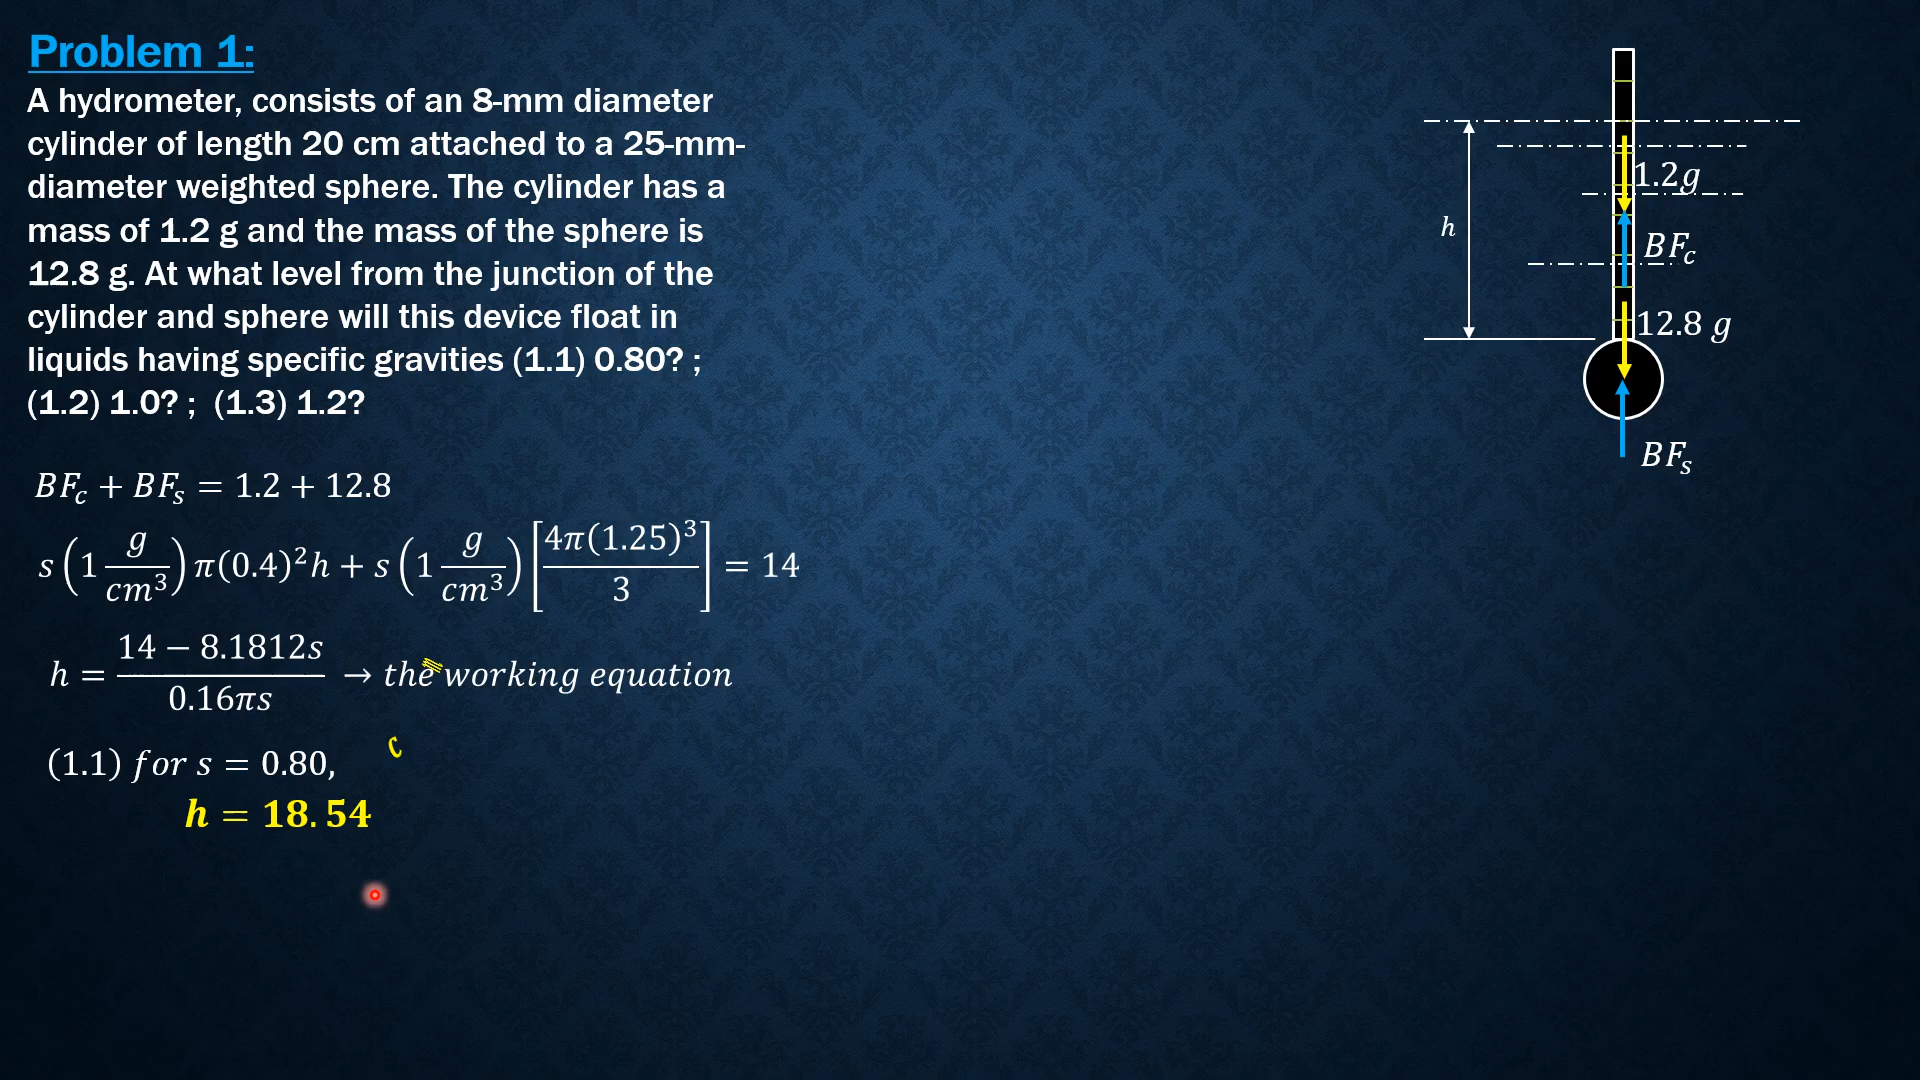 Problem 1:
A hydrometer, consists of an 8-mm diameter
cylinder of length 20 cm attached to a 25-mm-
diameter weighted sphere. The cylinder has a
mass of 1.2 g and the mass of the sphere is
12.8 g. At what level from the junction of the
cylinder and sphere will this device float in
liquids having specific gravities (1.1) 0.80? ;
(1.2) 1.0? ; (1.3) 1.2?
BF_c + BF_s = 1.2 + 12.8
s (1 g/cm³) π(0.4)²h + s (1 g/cm³) [4π(1.25)³/3] = 14
h = (14 − 8.1812s)/(0.16πs) → the working equation
(1.1) for s = 0.80,
c
h = 18.54
1.2g
h
BF_c
12.8 g
BF_s